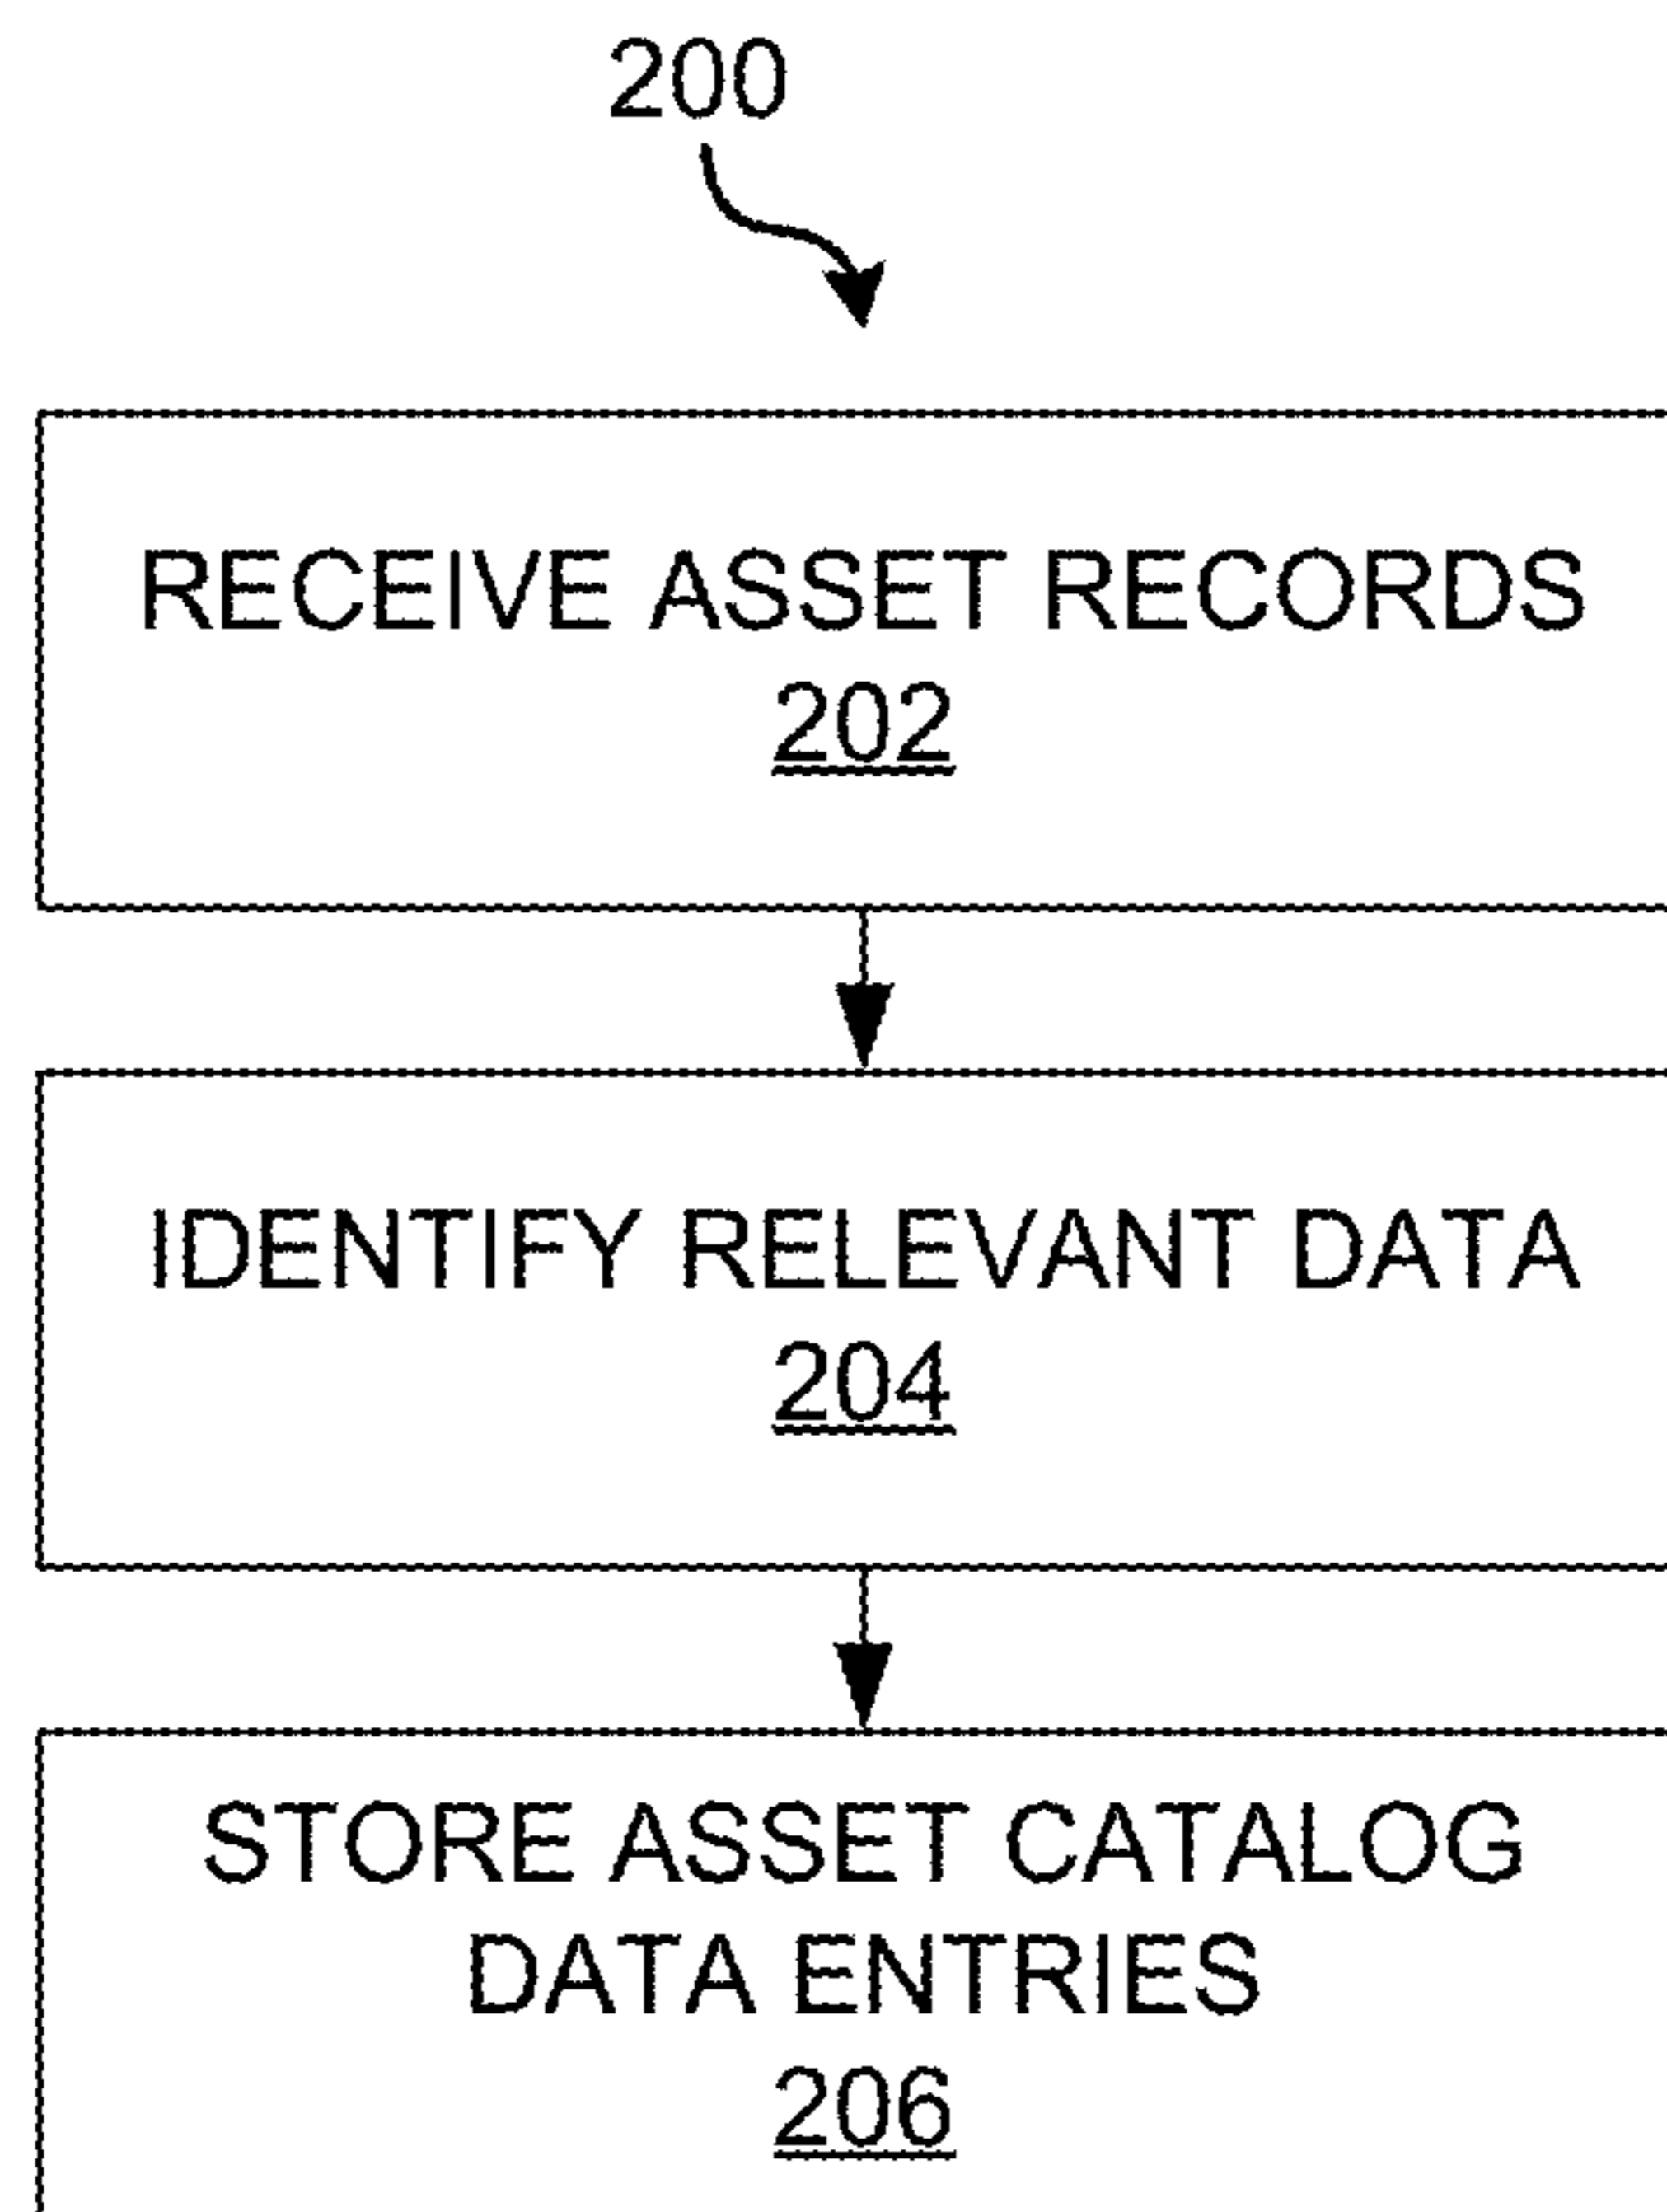 200
RECEIVE ASSET RECORDS
202
IDENTIFY RELEVANT DATA
204
STORE ASSET CATALOG
DATA ENTRIES
206